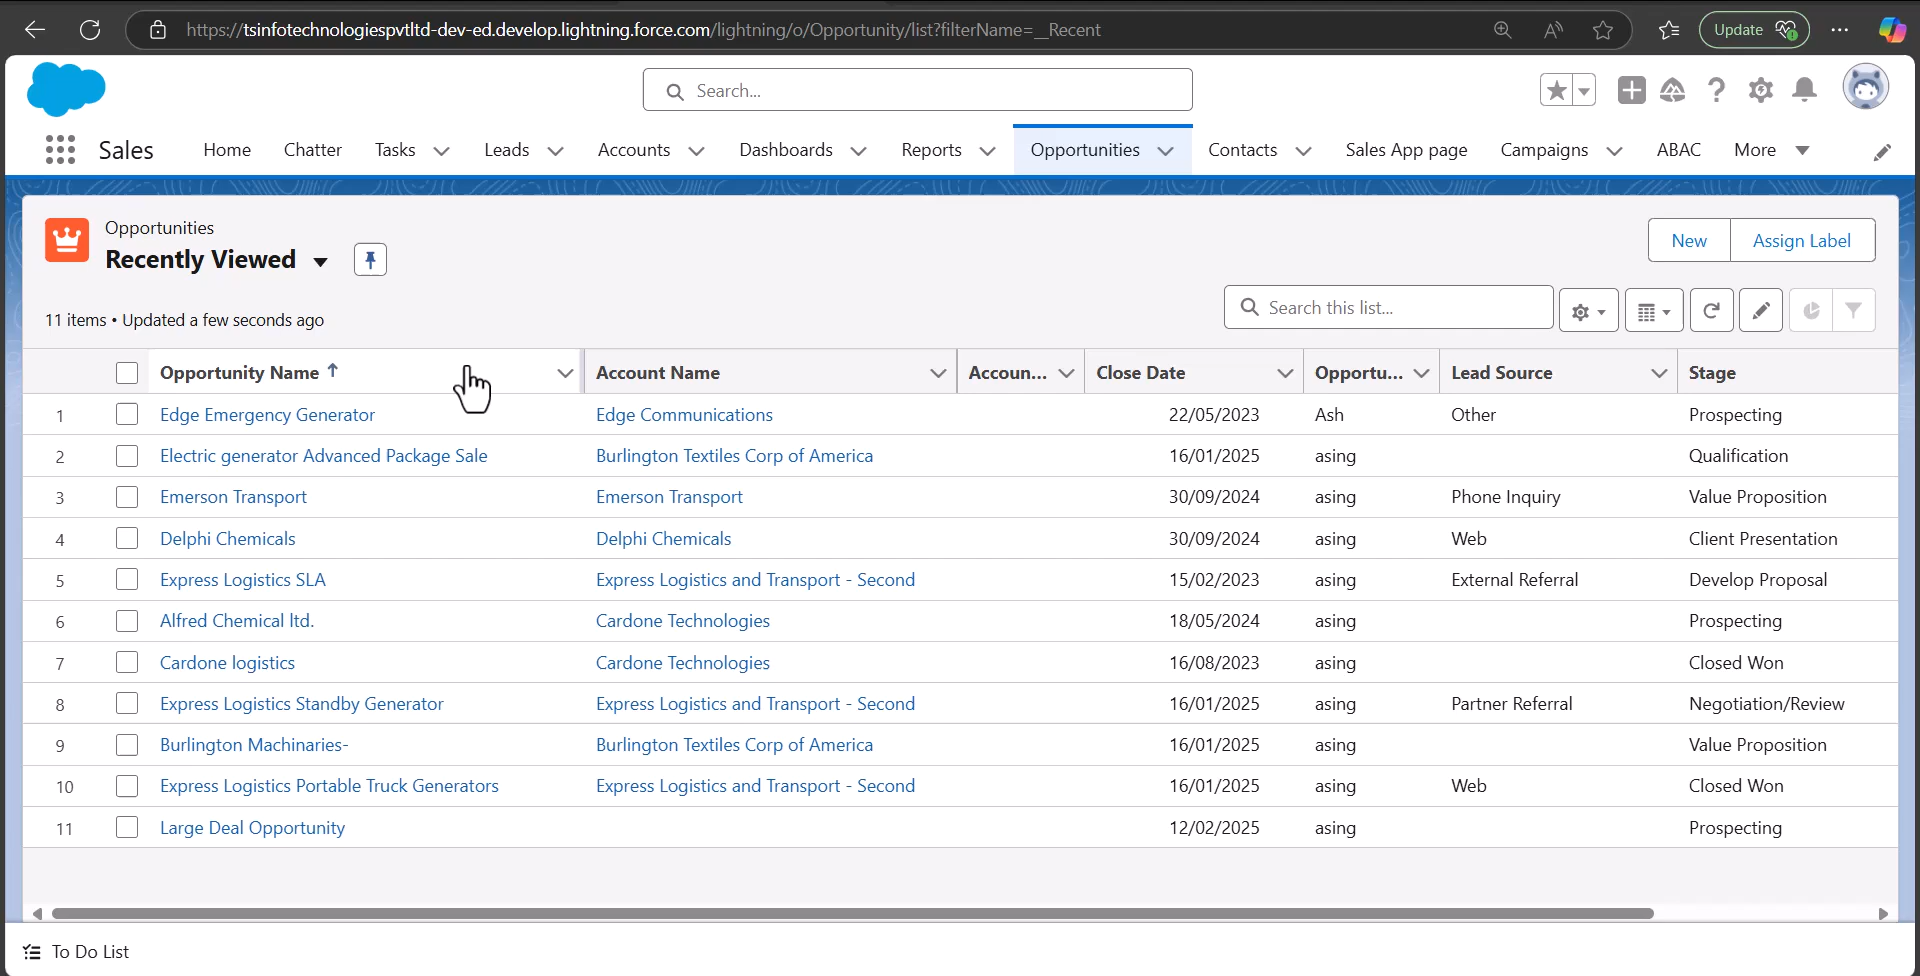 https://tsinfotechnologiespvtltd-dev-ed.develop.lightning.force.com/lightning/o/Opportunity/list?filterName=__Recent
Update
Search...
Sales Home Chatter Tasks Leads Accounts Dashboards Reports Opportunities Contacts Sales App page Campaigns ABAC More
Opportunities
Recently Viewed
New Assign Label
11 items • Updated a few seconds ago
Search this list...
Opportunity Name Account Name Accoun... Close Date Opportu... Lead Source Stage
1 Edge Emergency Generator Edge Communications 22/05/2023 Ash Other Prospecting
2 Electric generator Advanced Package Sale Burlington Textiles Corp of America 16/01/2025 asing Qualification
3 Emerson Transport Emerson Transport 30/09/2024 asing Phone Inquiry Value Proposition
4 Delphi Chemicals Delphi Chemicals 30/09/2024 asing Web Client Presentation
5 Express Logistics SLA Express Logistics and Transport - Second 15/02/2023 asing External Referral Develop Proposal
6 Alfred Chemical ltd. Cardone Technologies 18/05/2024 asing Prospecting
7 Cardone logistics Cardone Technologies 16/08/2023 asing Closed Won
8 Express Logistics Standby Generator Express Logistics and Transport - Second 16/01/2025 asing Partner Referral Negotiation/Review
9 Burlington Machinaries- Burlington Textiles Corp of America 16/01/2025 asing Value Proposition
10 Express Logistics Portable Truck Generators Express Logistics and Transport - Second 16/01/2025 asing Web Closed Won
11 Large Deal Opportunity 12/02/2025 asing Prospecting
To Do List